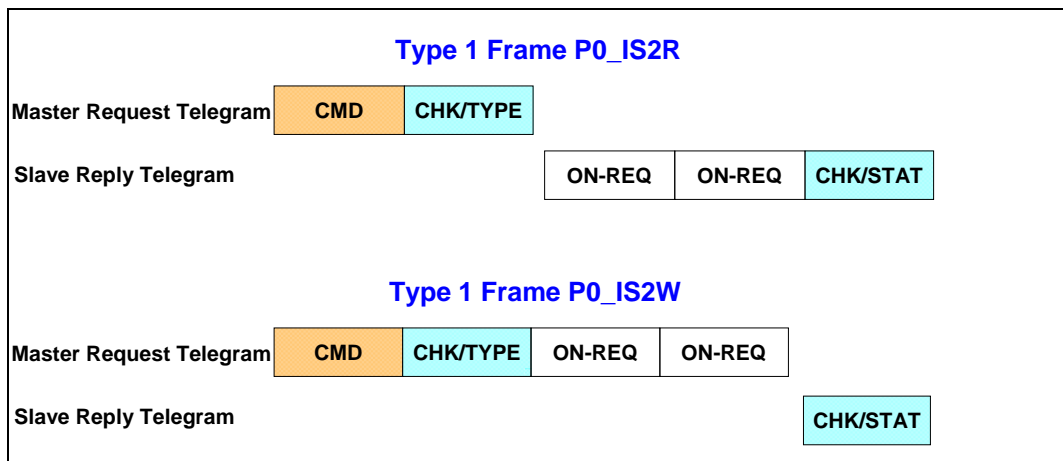 Type 1 Frame P0_IS2R
Master Request Telegram CMD CHK/TYPE
Slave Reply Telegram ON-REQ ON-REQ CHK/STAT
Type 1 Frame P0_IS2W
Master Request Telegram CMD CHK/TYPE ON-REQ ON-REQ
Slave Reply Telegram CHK/STAT